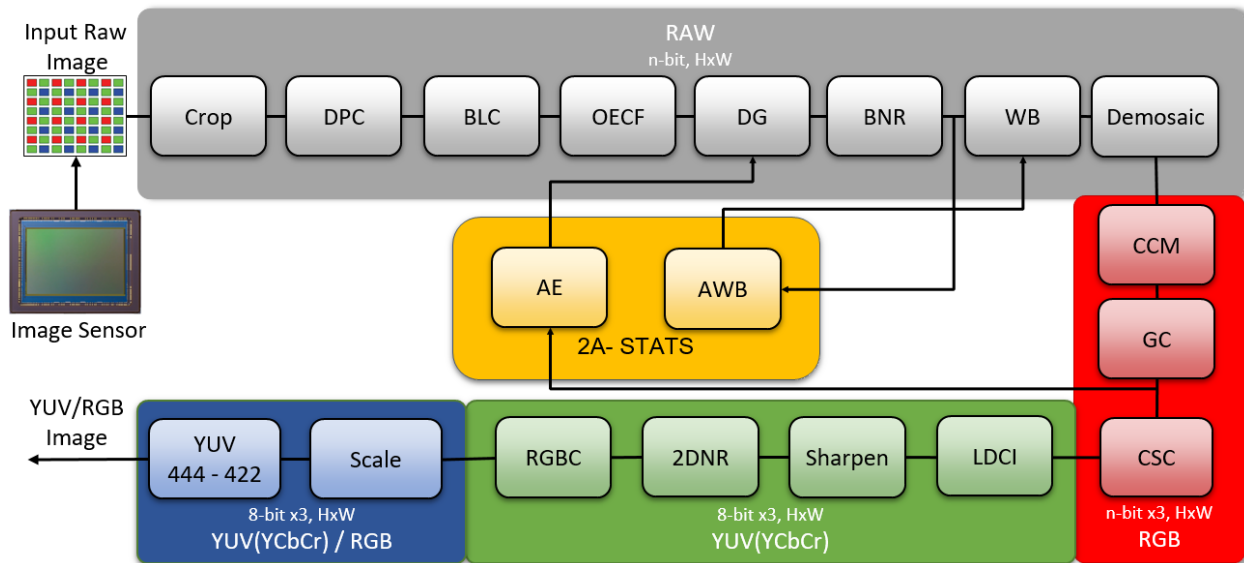 Input Raw
Image
RAW
n-bit, HxW
Crop
DPC
BLC
OECF
DG
BNR
WB
Demosaic
Image Sensor
AE
AWB
2A- STATS
CCM
GC
CSC
n-bit x3, HxW
RGB
LDCI
Sharpen
2DNR
RGBC
8-bit x3, HxW
YUV(YCbCr)
Scale
YUV
444 - 422
8-bit x3, HxW
YUV(YCbCr) / RGB
YUV/RGB
Image